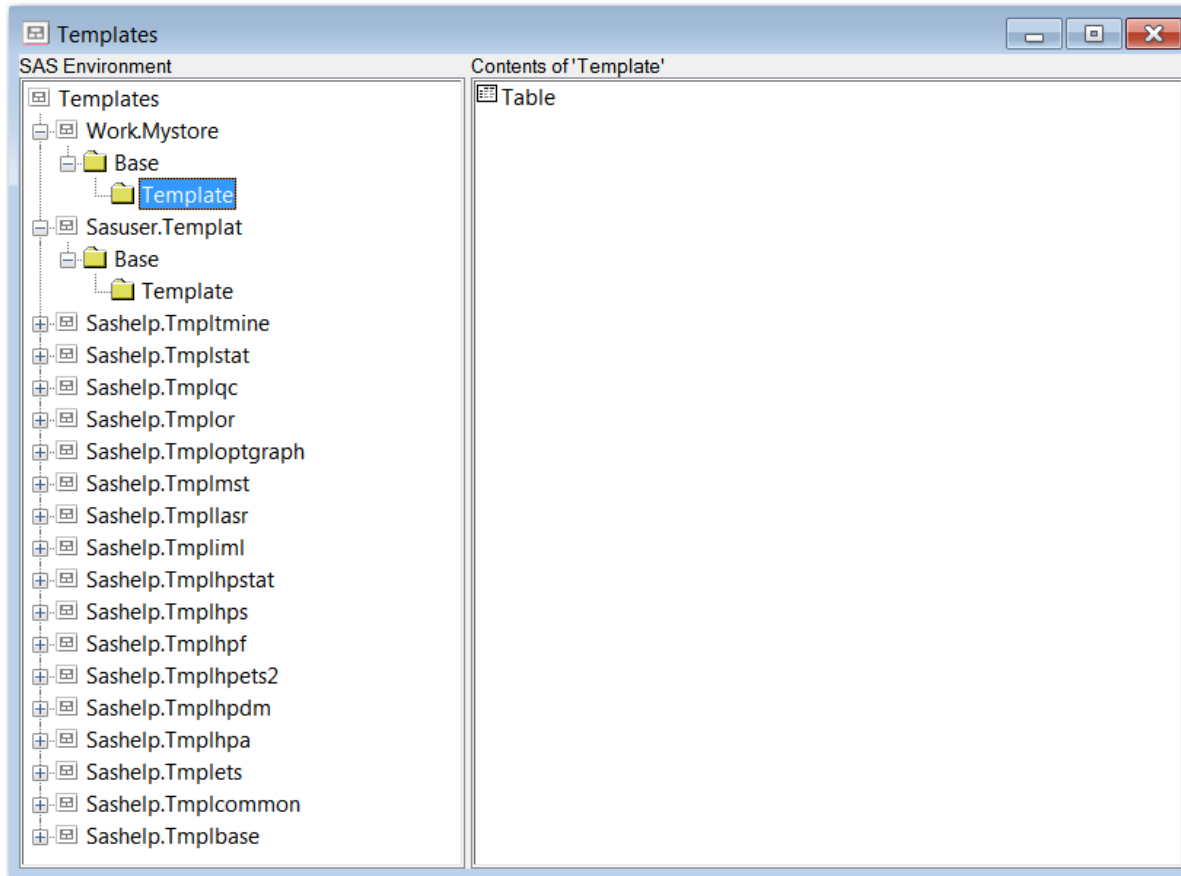 Templates
SAS Environment
Contents of 'Template'
Templates
Table
Work.Mystore
Base
Template
Sasuser.Templat
Base
Template
Sashelp.Tmpltmine
Sashelp.Tmplstat
Sashelp.Tmplqc
Sashelp.Tmplor
Sashelp.Tmploptgraph
Sashelp.Tmplmst
Sashelp.Tmpllasr
Sashelp.Tmpliml
Sashelp.Tmplhpstat
Sashelp.Tmplhps
Sashelp.Tmplhpf
Sashelp.Tmplhpets2
Sashelp.Tmplhpdm
Sashelp.Tmplhpa
Sashelp.Tmplets
Sashelp.Tmplcommon
Sashelp.Tmplbase